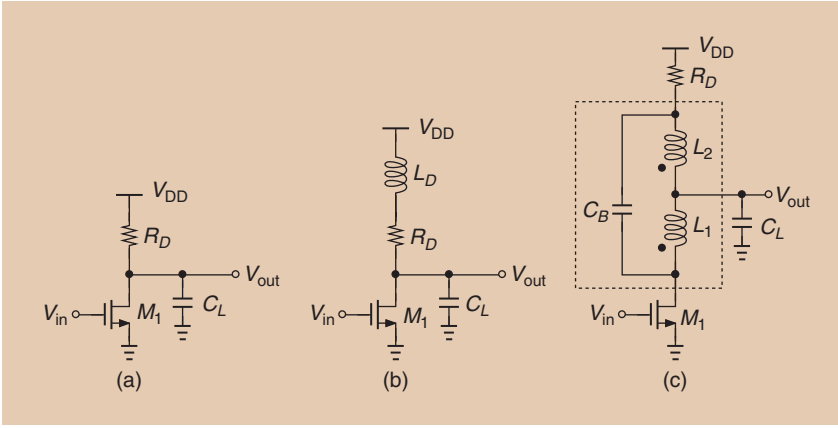 V_DD
R_D
V_out
C_L
V_in
M_1
(a)
V_DD
L_D
R_D
V_out
C_L
V_in
M_1
(b)
V_DD
R_D
L_2
V_out
C_B
L_1
C_L
V_in
M_1
(c)